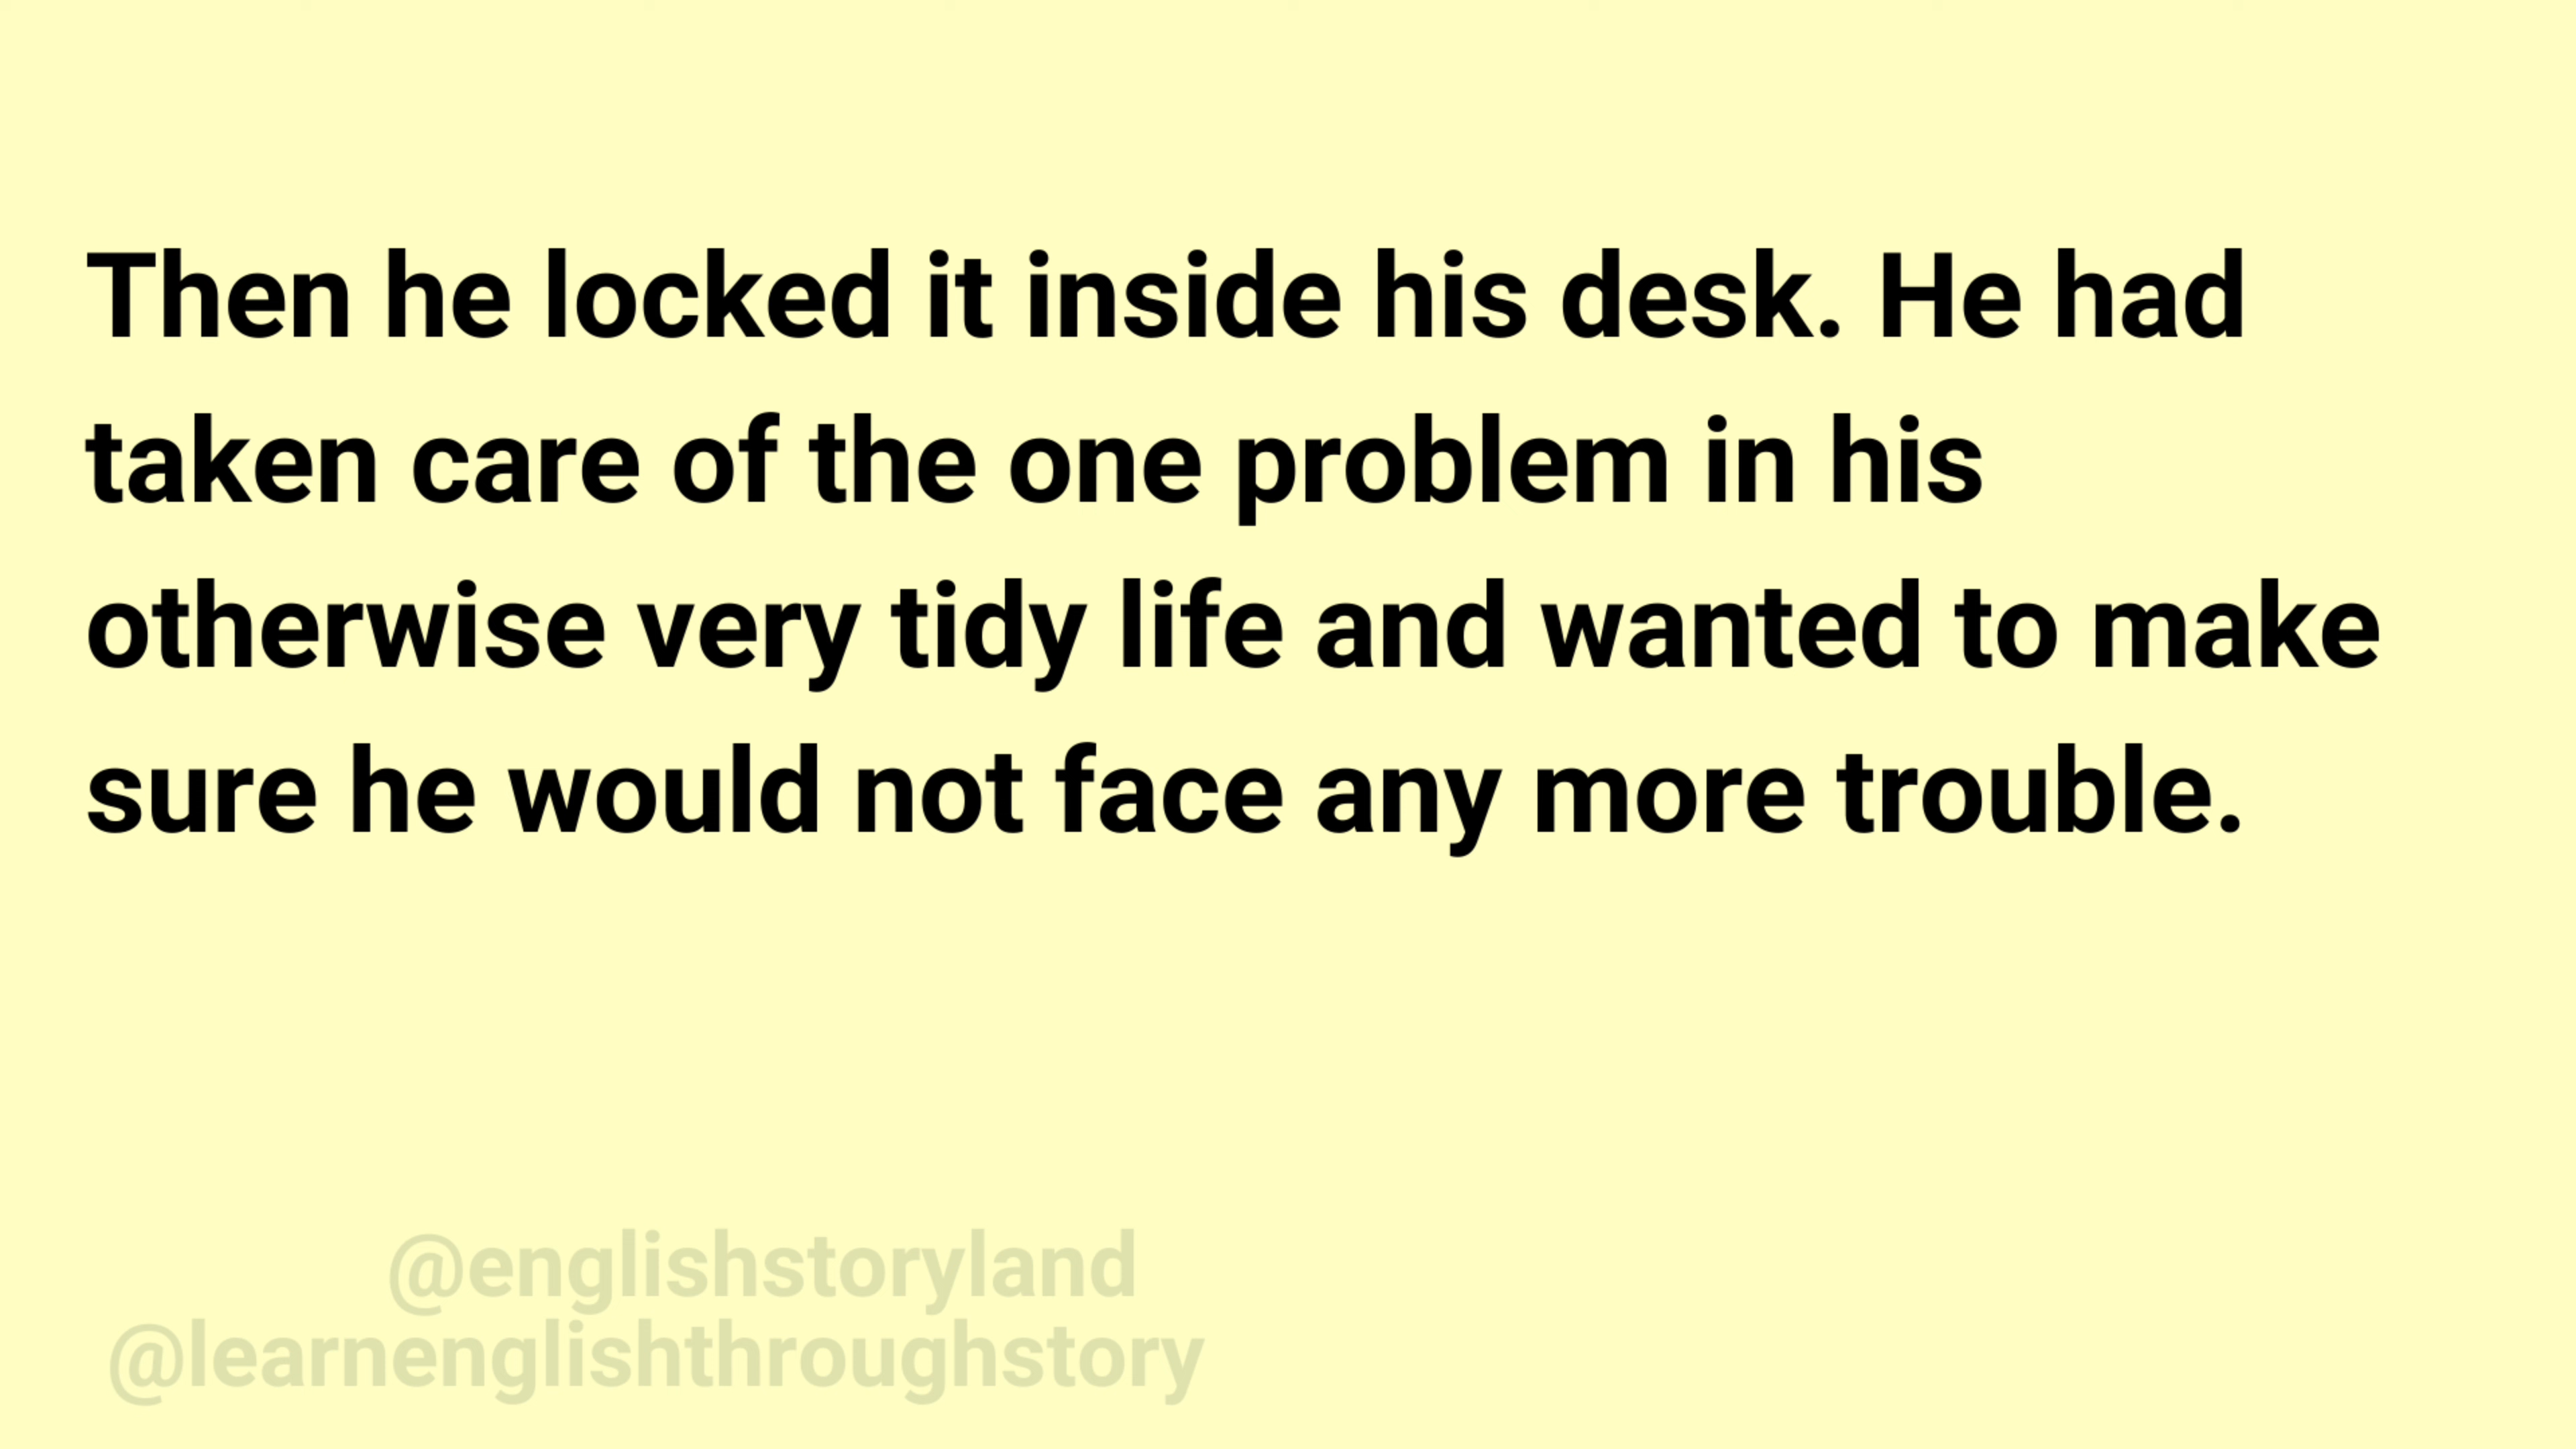 Then he locked it inside his desk. He had
taken care of the one problem in his
otherwise very tidy life and wanted to make
sure he would not face any more trouble.
@englishstoryland
@learnenglishthroughstory